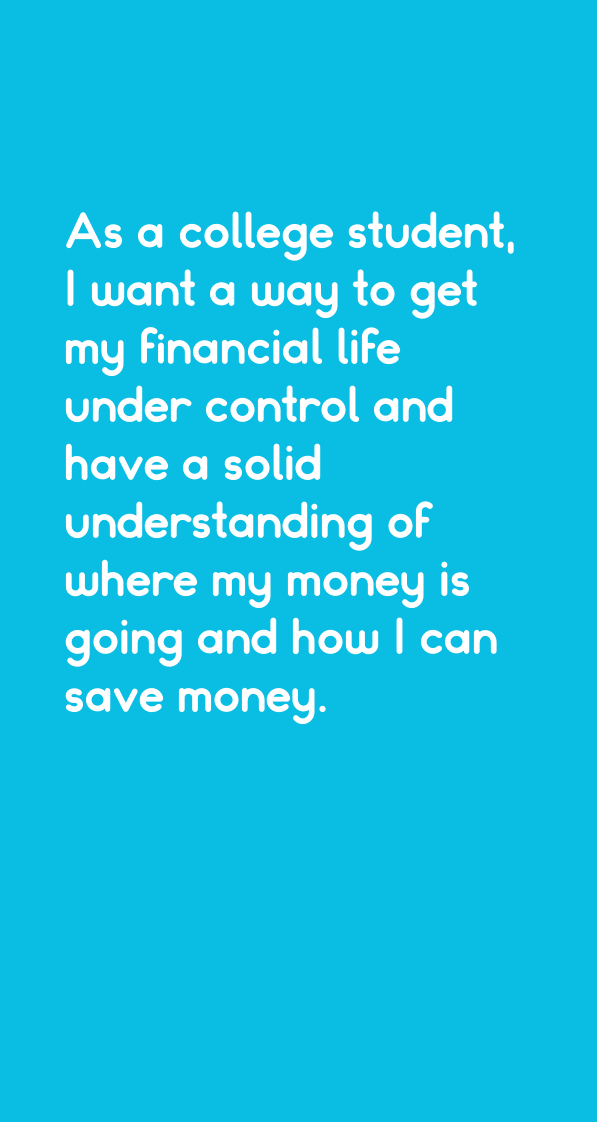 As a college student,
I want a way to get
my financial life
under control and
have a solid
understanding of
where my money is
going and how I can
save money.